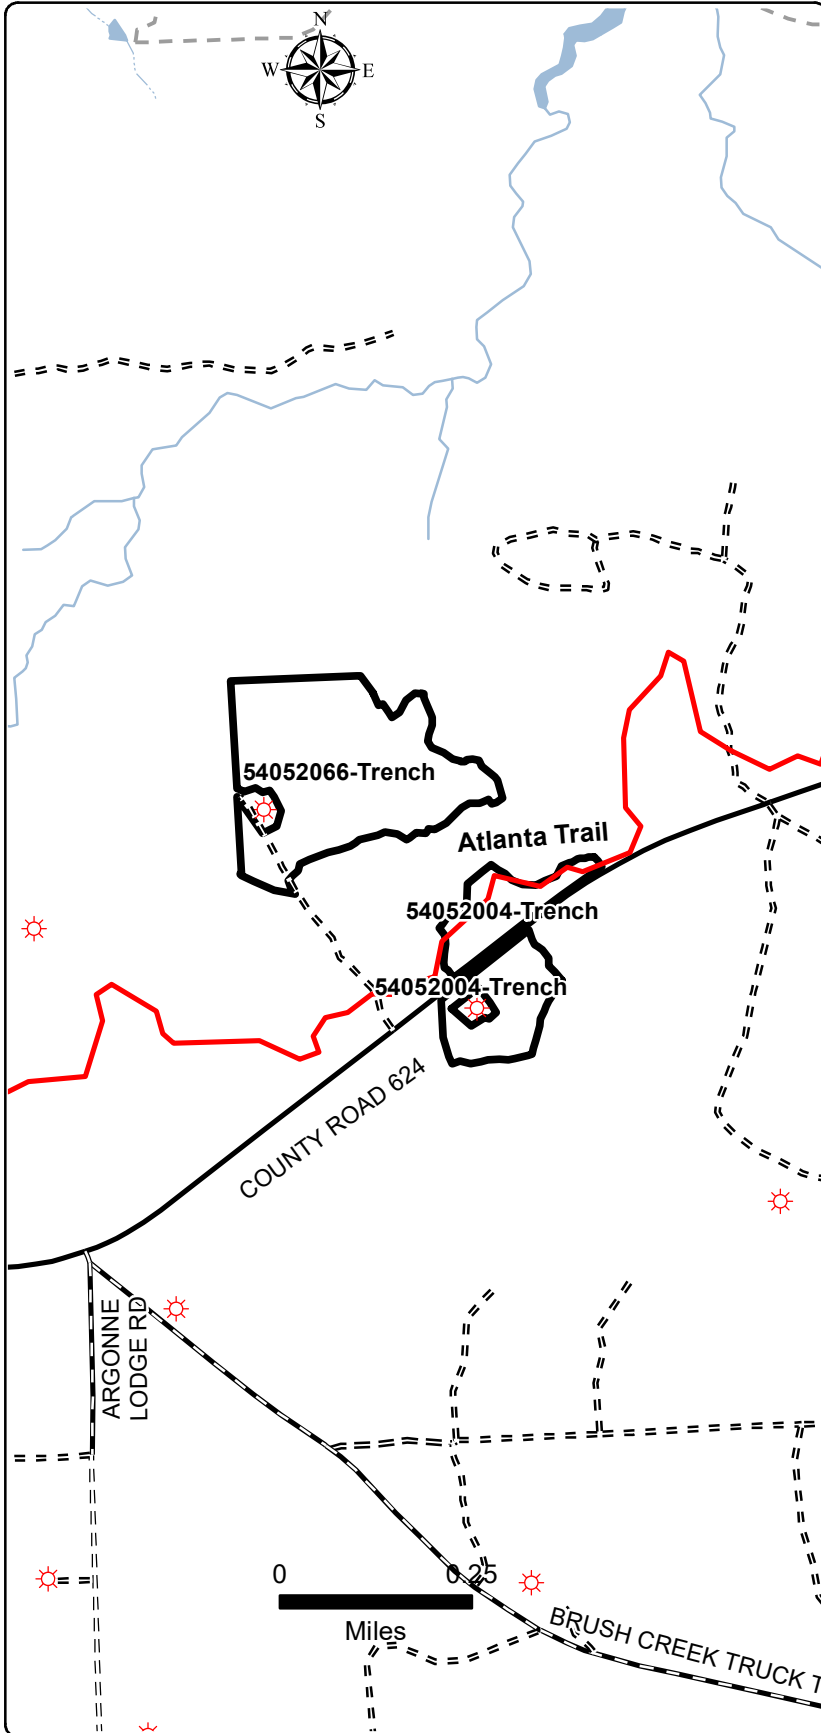 N
W E
S
54052066-Trench
Atlanta Trail
54052004-Trench
54052004-Trench
COUNTY ROAD 624
ARGONNE
LODGE RD
0 0.25
Miles
BRUSH CREEK TRUCK T